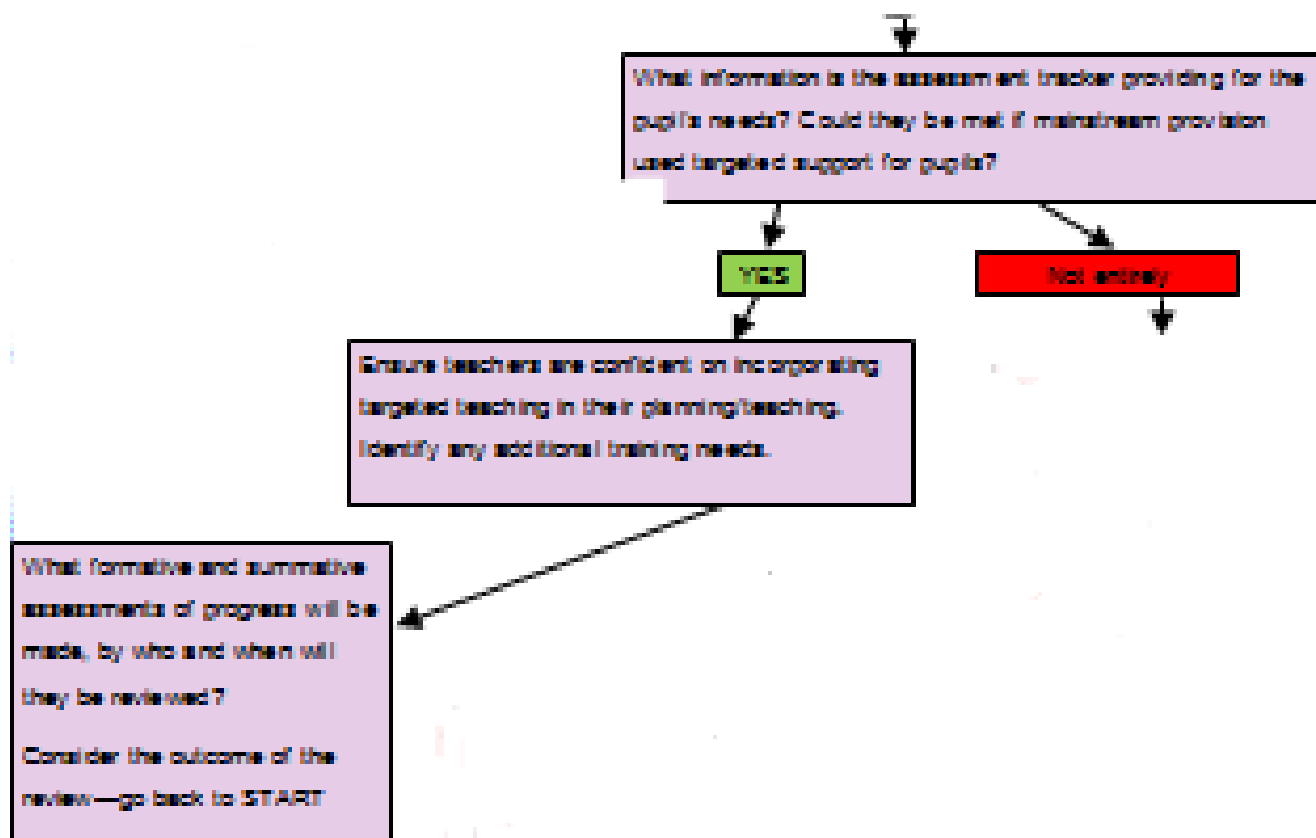 What information is the assessment tracker providing for the
pupil's needs? Could they be met if mainstream provision
used targeted support for pupils?
YES
Not entirely
Ensure teachers are confident on incorporating
targeted teaching in their planning/teaching.
Identify any additional training needs.
What formative and summative
assessments of progress will be
made, by who and when will
they be reviewed?
Consider the outcome of the
review—go back to START